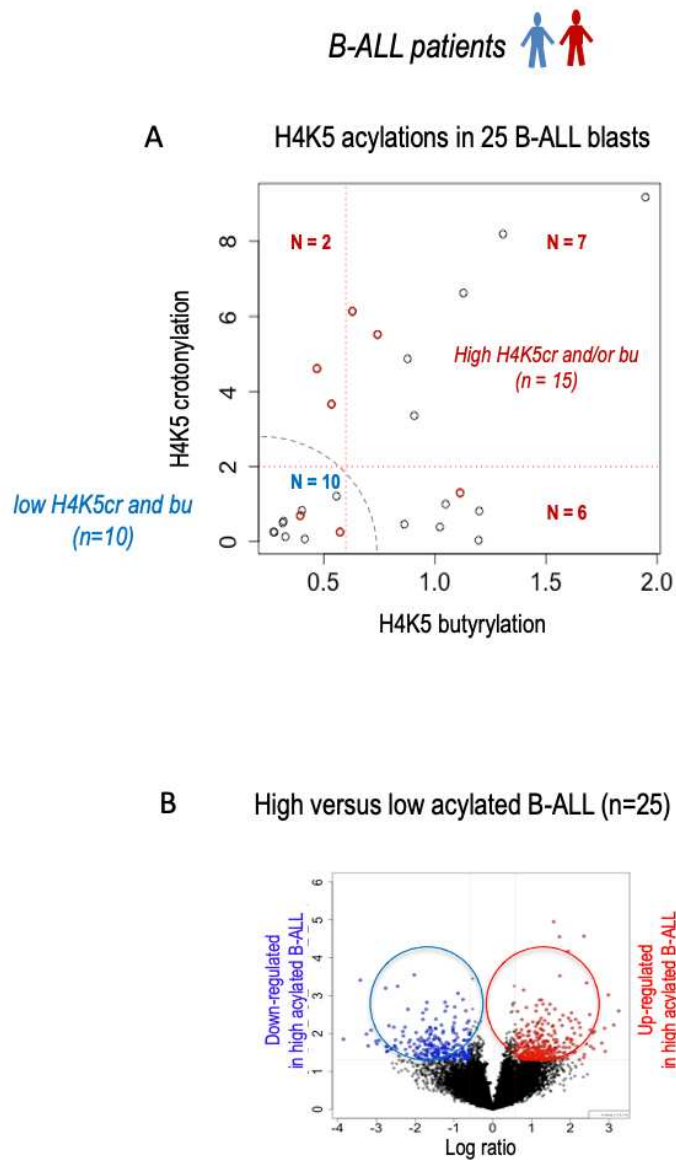 B-ALL patients
A
H4K5 acylations in 25 B-ALL blasts
N = 2
N = 7
High H4K5cr and/or bu
(n = 15)
N = 10
N = 6
low H4K5cr and bu
(n=10)
H4K5 crotonylation
8
6
4
2
0
0.5
1.0
1.5
2.0
H4K5 butyrylation
B
High versus low acylated B-ALL (n=25)
Down-regulated
in high acylated B-ALL
6
5
4
3
2
1
0
-4
-3
-2
-1
0
1
2
3
Log ratio
Up-regulated
in high acylated B-ALL